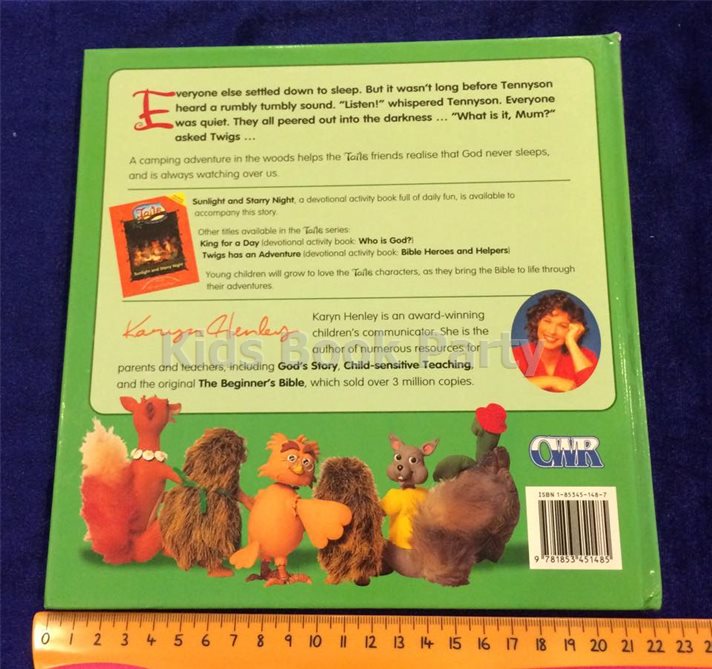 Everyone else settled down to sleep. But it wasn't long before Tennyson
heard a rumbly tumbly sound. "Listen!" whispered Tennyson. Everyone
was quiet. They all peered out into the darkness ... "What is it, Mum?"
asked Twigs ...
A camping adventure in the woods helps the Tails friends realise that God never sleeps,
and is always watching over us.
Tails
Sunlight and Starry Night
Sunlight and Starry Night, a devotional activity book full of daily fun, is available to
accompany this story.
Other titles available in the Tails series:
King for a Day (devotional activity book: Who is God?)
Twigs has an Adventure (devotional activity book: Bible Heroes and Helpers)
Young children will grow to love the Tails characters, as they bring the Bible to life through
their adventures.
Karyn Henley
Karyn Henley is an award-winning
children's communicator. She is the
author of numerous resources for
parents and teachers, including God's Story, Child-sensitive Teaching,
and the original The Beginner's Bible, which sold over 3 million copies.
Kids Book Party
CWR
ISBN 1-85345-148-7
9 781853 451485
0 1 2 3 4 5 6 7 8 9 10 11 12 13 14 15 16 17 18 19 20 21 22 23